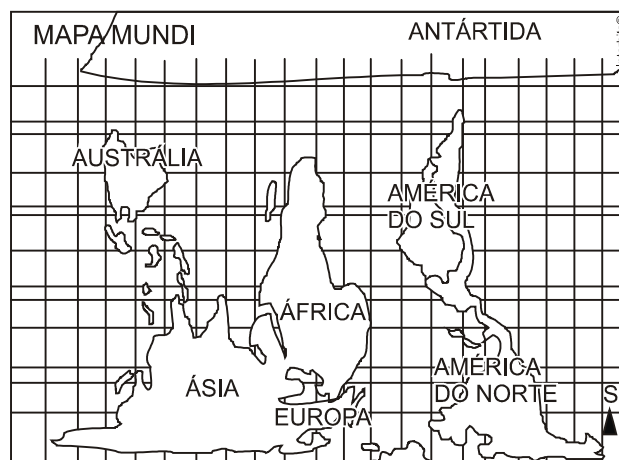 MAPA MUNDI
ANTÁRTIDA
AUSTRÁLIA
AMÉRICA
DO SUL
ÁFRICA
ÁSIA
EUROPA
AMÉRICA
DO NORTE
S